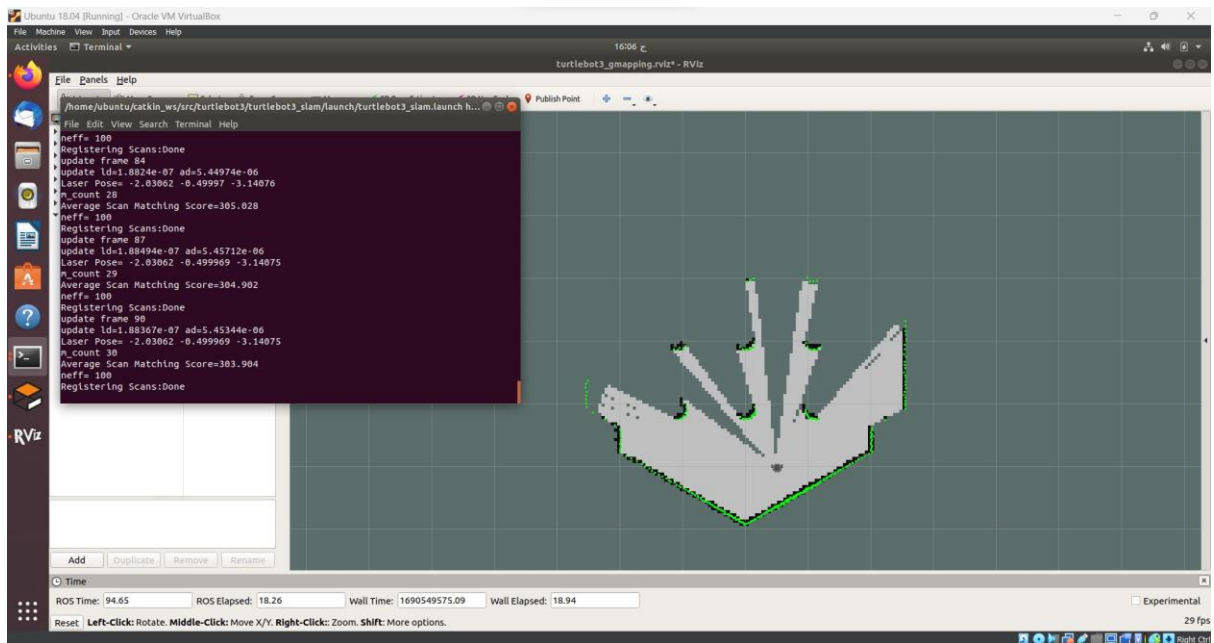 Ubuntu 18.04 [Running] - Oracle VM VirtualBox
File Machine View Input Devices Help
Activities Terminal 16:06 ج
turtlebot3_gmapping.rviz* - RViz
File Panels Help
Publish Point
/home/ubuntu/catkin_ws/src/turtlebot3/turtlebot3_slam/launch/turtlebot3_slam.launch h...
File Edit View Search Terminal Help
neff= 100
Registering Scans:Done
update frame 84
update ld=1.8824e-07 ad=5.44974e-06
Laser Pose= -2.03062 -0.49997 -3.14076
m_count 28
Average Scan Matching Score=305.028
neff= 100
Registering Scans:Done
update frame 87
update ld=1.88494e-07 ad=5.45712e-06
Laser Pose= -2.03062 -0.499969 -3.14075
m_count 29
Average Scan Matching Score=304.902
neff= 100
Registering Scans:Done
update frame 90
update ld=1.88367e-07 ad=5.45344e-06
Laser Pose= -2.03062 -0.499969 -3.14075
m_count 30
Average Scan Matching Score=303.904
neff= 100
Registering Scans:Done
RViz
Add Duplicate Remove Rename
Time
ROS Time: 94.65 ROS Elapsed: 18.26 Wall Time: 1690549575.09 Wall Elapsed: 18.94 Experimental
Reset Left-Click: Rotate. Middle-Click: Move X/Y. Right-Click:: Zoom. Shift: More options. 29 fps
Right Ctrl